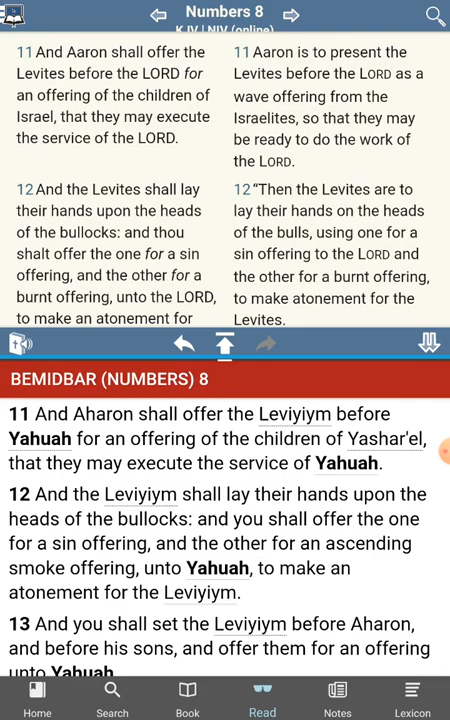 Numbers 8
KJV | NIV (online)
11 And Aaron shall offer the
Levites before the LORD for
an offering of the children of
Israel, that they may execute
the service of the LORD.
12 And the Levites shall lay
their hands upon the heads
of the bullocks: and thou
shalt offer the one for a sin
offering, and the other for a
burnt offering, unto the LORD,
to make an atonement for
11 Aaron is to present the
Levites before the LORD as a
wave offering from the
Israelites, so that they may
be ready to do the work of
the LORD.
12 “Then the Levites are to
lay their hands on the heads
of the bulls, using one for a
sin offering to the LORD and
the other for a burnt offering,
to make atonement for the
Levites.
BEMIDBAR (NUMBERS) 8
11 And Aharon shall offer the Leviyiym before
Yahuah for an offering of the children of Yashar'el,
that they may execute the service of Yahuah.
12 And the Leviyiym shall lay their hands upon the
heads of the bullocks: and you shall offer the one
for a sin offering, and the other for an ascending
smoke offering, unto Yahuah, to make an
atonement for the Leviyiym.
13 And you shall set the Leviyiym before Aharon,
and before his sons, and offer them for an offering
unto Yahuah
Home
Search
Book
Read
Notes
Lexicon